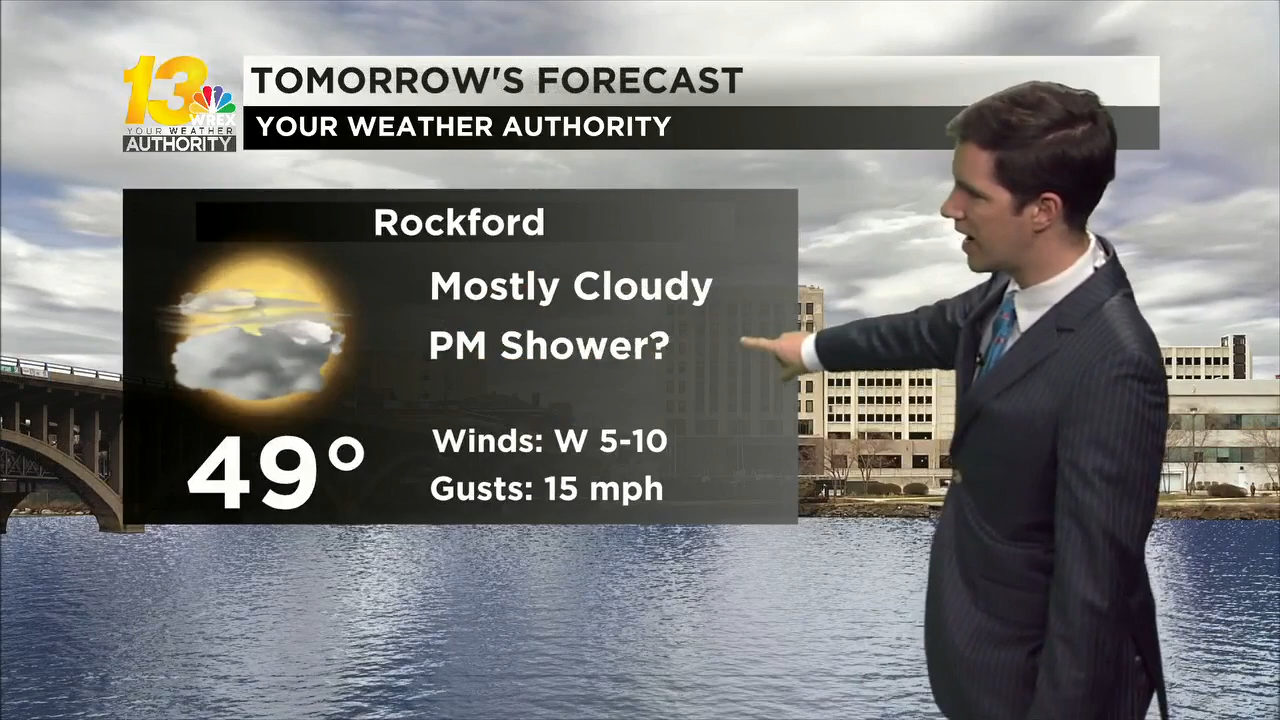 13
WREX
YOUR WEATHER
AUTHORITY
TOMORROW'S FORECAST
YOUR WEATHER AUTHORITY
Rockford
Mostly Cloudy
PM Shower?
49°
Winds: W 5-10
Gusts: 15 mph